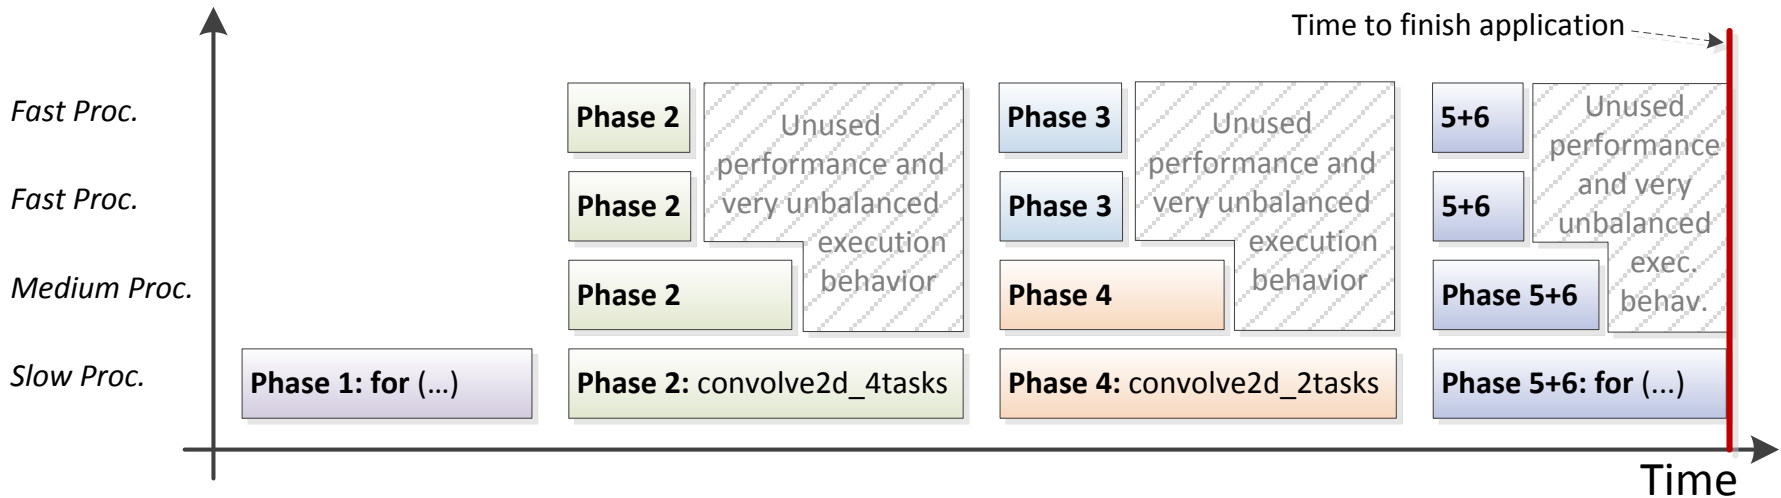 Time to finish application
Fast Proc.
Phase 2
Unused
performance and
very unbalanced
execution
behavior
Phase 3
Unused
performance and
very unbalanced
execution
behavior
5+6
Unused
performance
and very
unbalanced
exec.
behav.
Fast Proc.
Phase 2
Phase 3
5+6
Medium Proc.
Phase 2
Phase 4
Phase 5+6
Slow Proc.
Phase 1: for (...)
Phase 2: convolve2d_4tasks
Phase 4: convolve2d_2tasks
Phase 5+6: for (...)
Time